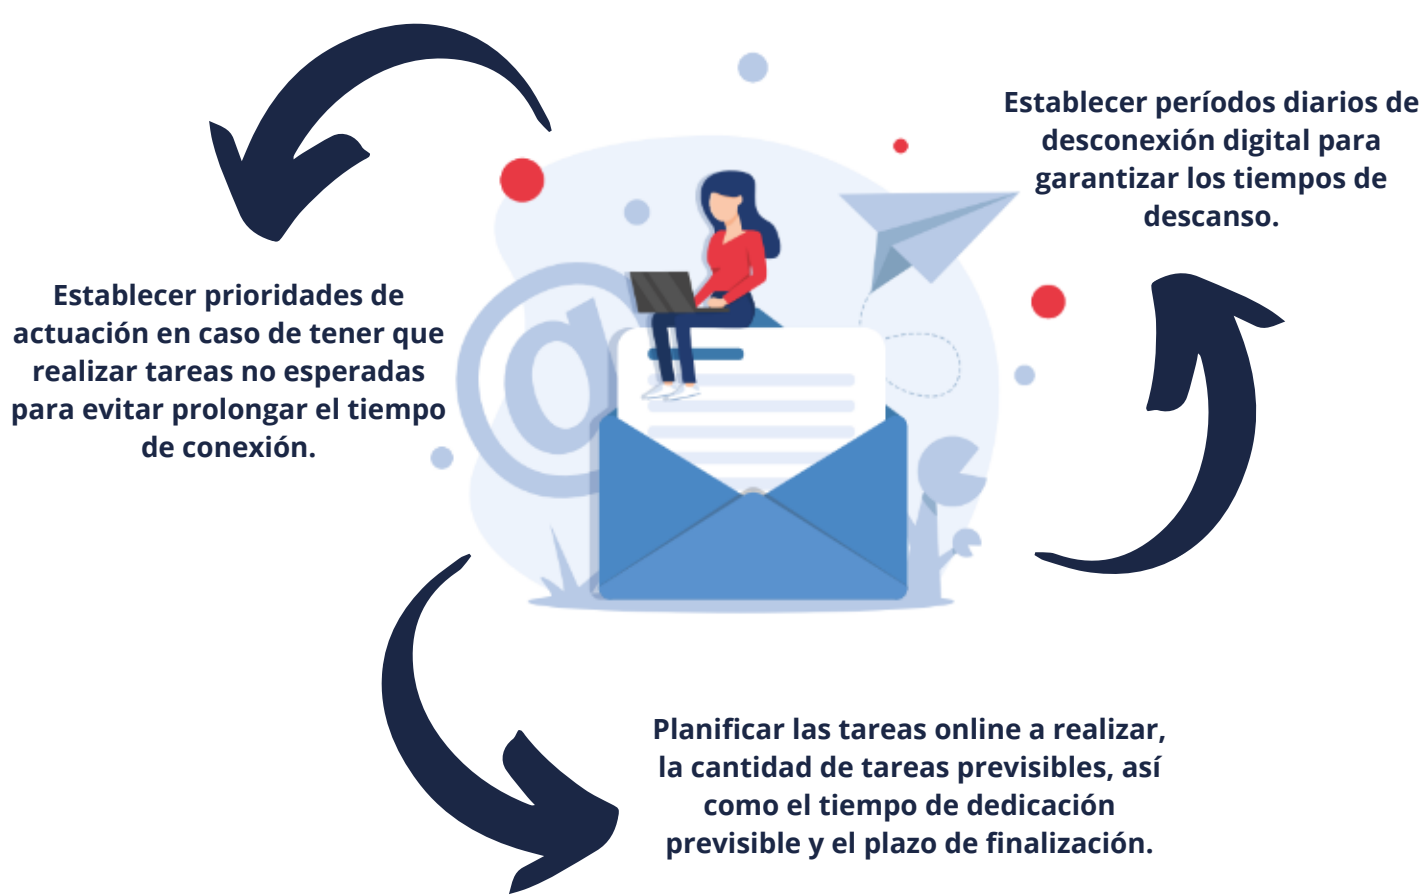 Establecer períodos diarios de
desconexión digital para
garantizar los tiempos de
descanso.
Establecer prioridades de
actuación en caso de tener que
realizar tareas no esperadas
para evitar prolongar el tiempo
de conexión.
Planificar las tareas online a realizar,
la cantidad de tareas previsibles, así
como el tiempo de dedicación
previsible y el plazo de finalización.